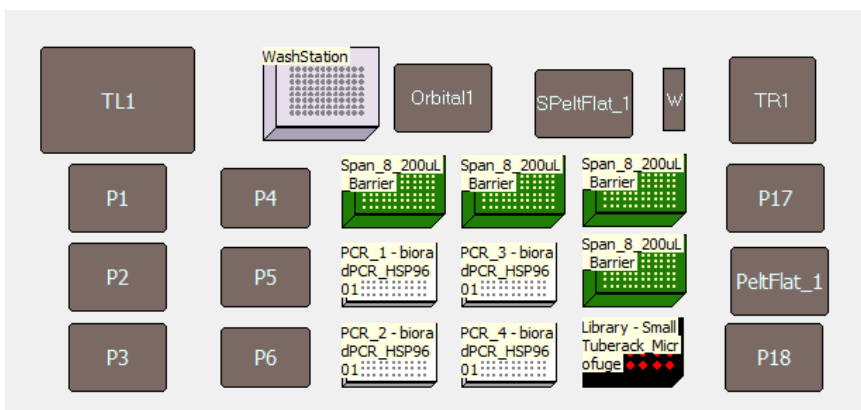 TL1
WashStation
Orbital1
SPeltFlat_1
W
TR1
P1
P4
Span_8_200uL
Barrier
Span_8_200uL
Barrier
Span_8_200uL
Barrier
P17
P2
P5
PCR_1 - biora
dPCR_HSP96
01
PCR_3 - biora
dPCR_HSP96
01
Span_8_200uL
Barrier
PeltFlat_1
P3
P6
PCR_2 - biora
dPCR_HSP96
01
PCR_4 - biora
dPCR_HSP96
01
Library - Small
Tuberack_Micr
ofuge
P18